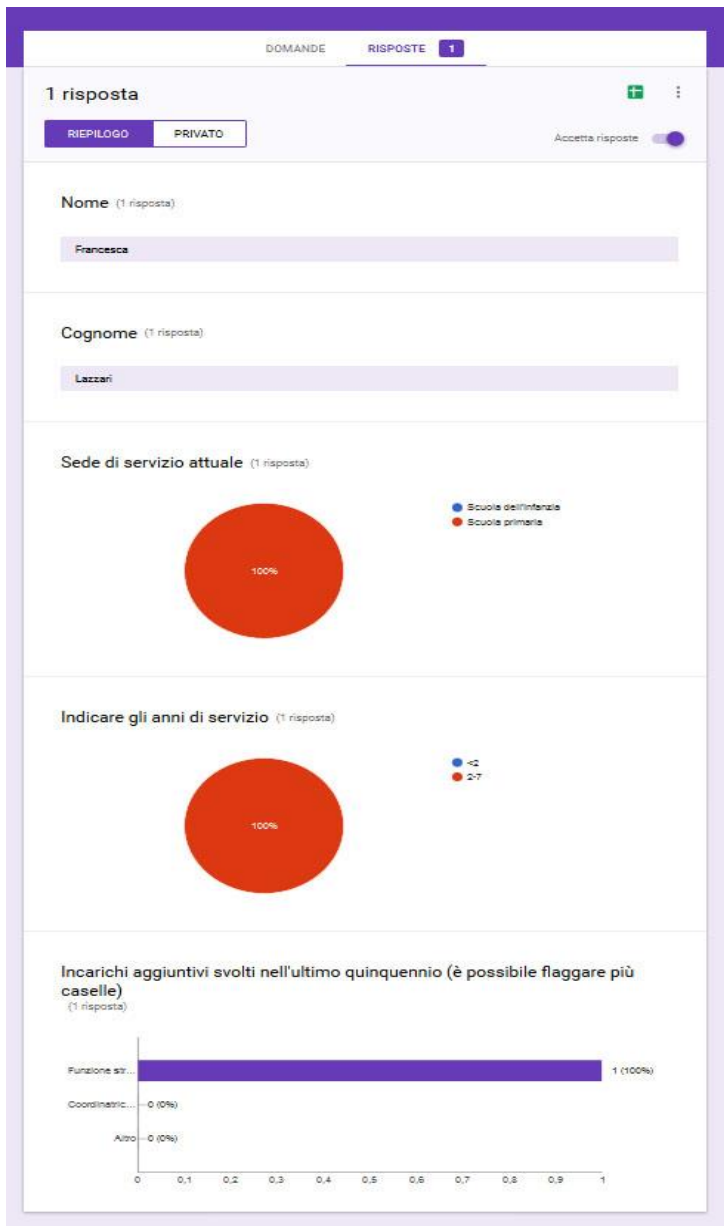 DOMANDE RISPOSTE 1
1 risposta
RIEPILOGO PRIVATO
Accetta risposte
Nome (1 risposta)
Francesca
Cognome (1 risposta)
Lazzari
Sede di servizio attuale (1 risposta)
Scuola dell'infanzia
Scuola primaria
100%
Indicare gli anni di servizio (1 risposta)
<2
2-7
100%
Incarichi aggiuntivi svolti nell'ultimo quinquennio (è possibile flaggare più
caselle)
(1 risposta)
Funzione str... 1 (100%)
Coordinatric... 0 (0%)
Altro 0 (0%)
0 0,1 0,2 0,3 0,4 0,5 0,6 0,7 0,8 0,9 1